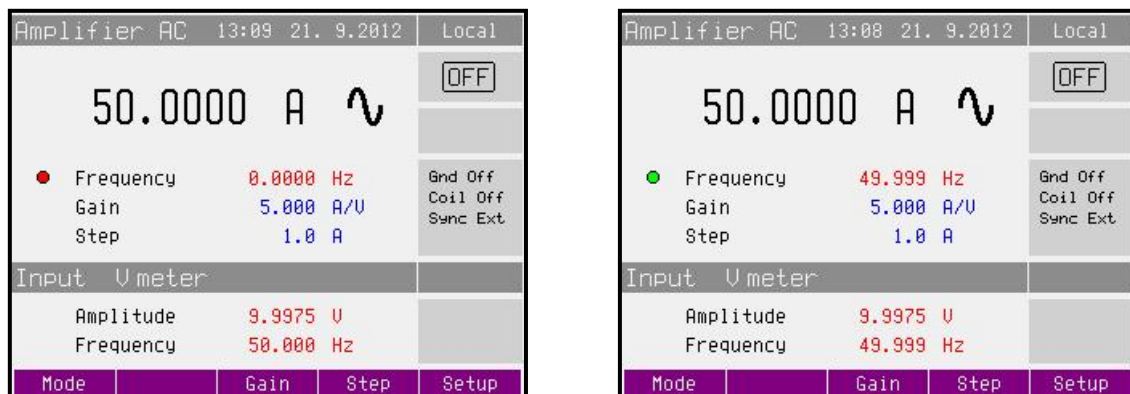 Amplifier AC 13:09 21. 9.2012 Local
OFF
50.0000 A
Frequency 0.0000 Hz
Gain 5.000 A/V
Step 1.0 A
Gnd Off
Coil Off
Sync Ext
Input V meter
Amplitude 9.9975 V
Frequency 50.000 Hz
Mode Gain Step Setup
Amplifier AC 13:08 21. 9.2012 Local
OFF
50.0000 A
Frequency 49.999 Hz
Gain 5.000 A/V
Step 1.0 A
Gnd Off
Coil Off
Sync Ext
Input V meter
Amplitude 9.9975 V
Frequency 49.999 Hz
Mode Gain Step Setup